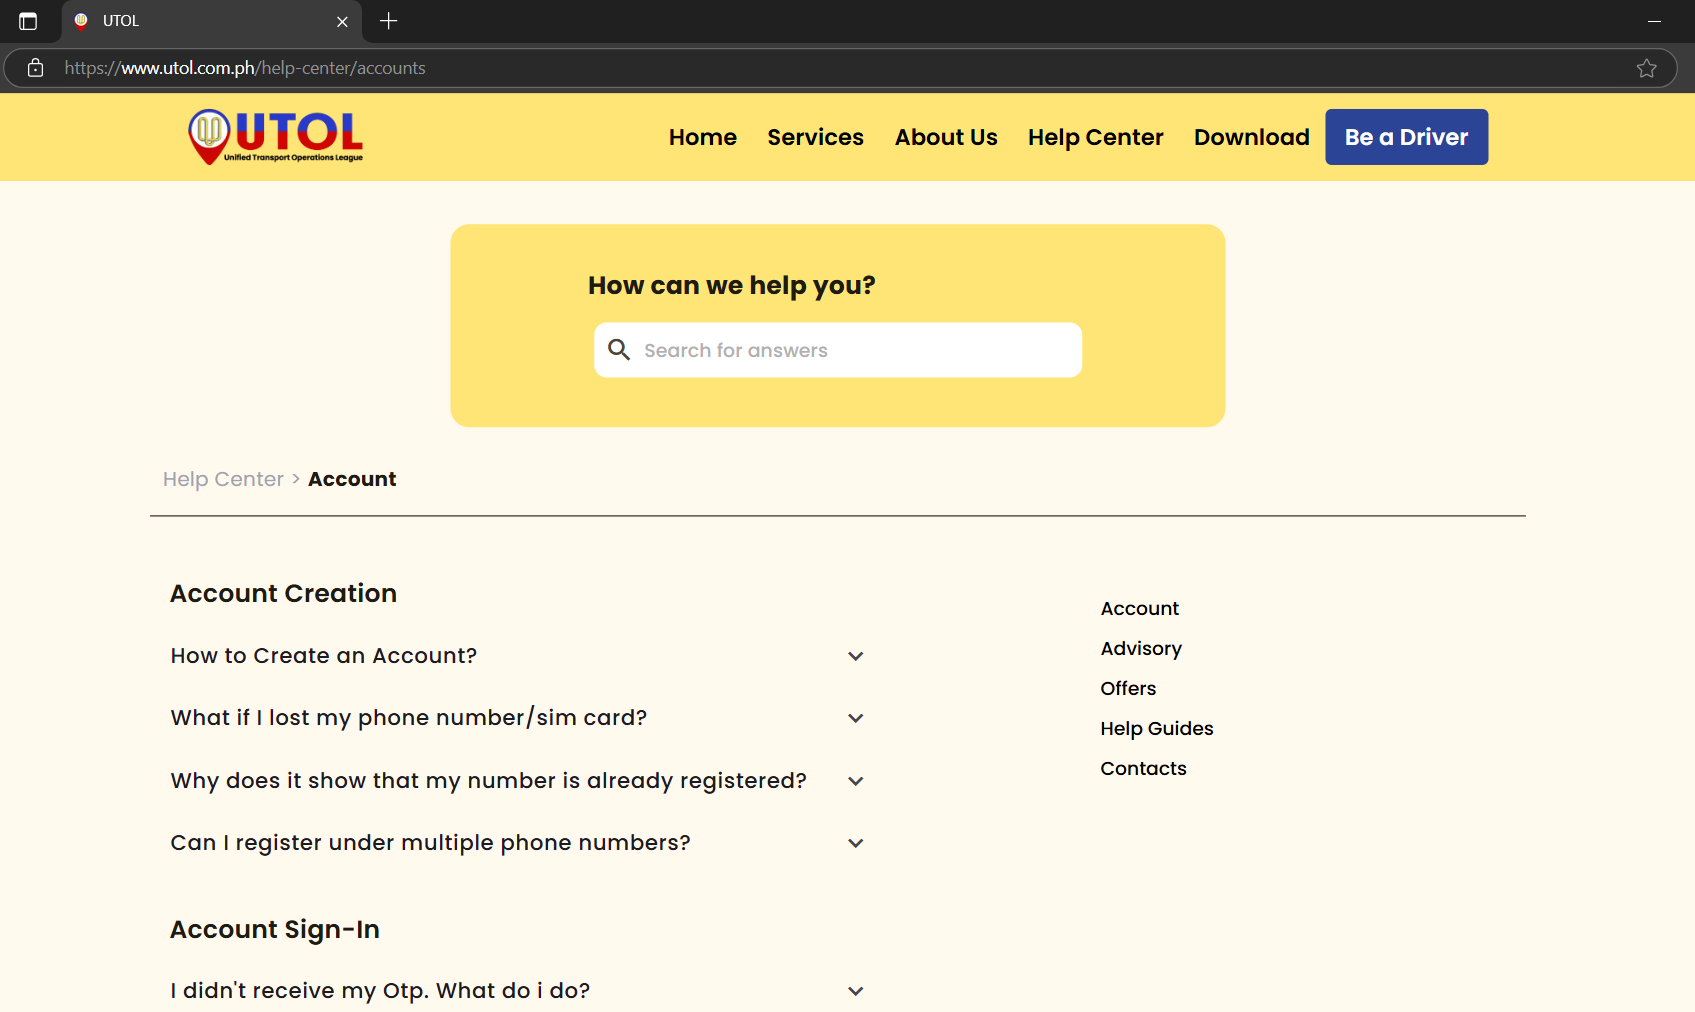 UTOL
https://www.utol.com.ph/help-center/accounts
UTOL
Unified Transport Operations League
Home Services About Us Help Center Download Be a Driver
How can we help you?
Search for answers
Help Center > Account
Account Creation
How to Create an Account?
What if I lost my phone number/sim card?
Why does it show that my number is already registered?
Can I register under multiple phone numbers?
Account Sign-In
I didn't receive my Otp. What do i do?
Account
Advisory
Offers
Help Guides
Contacts